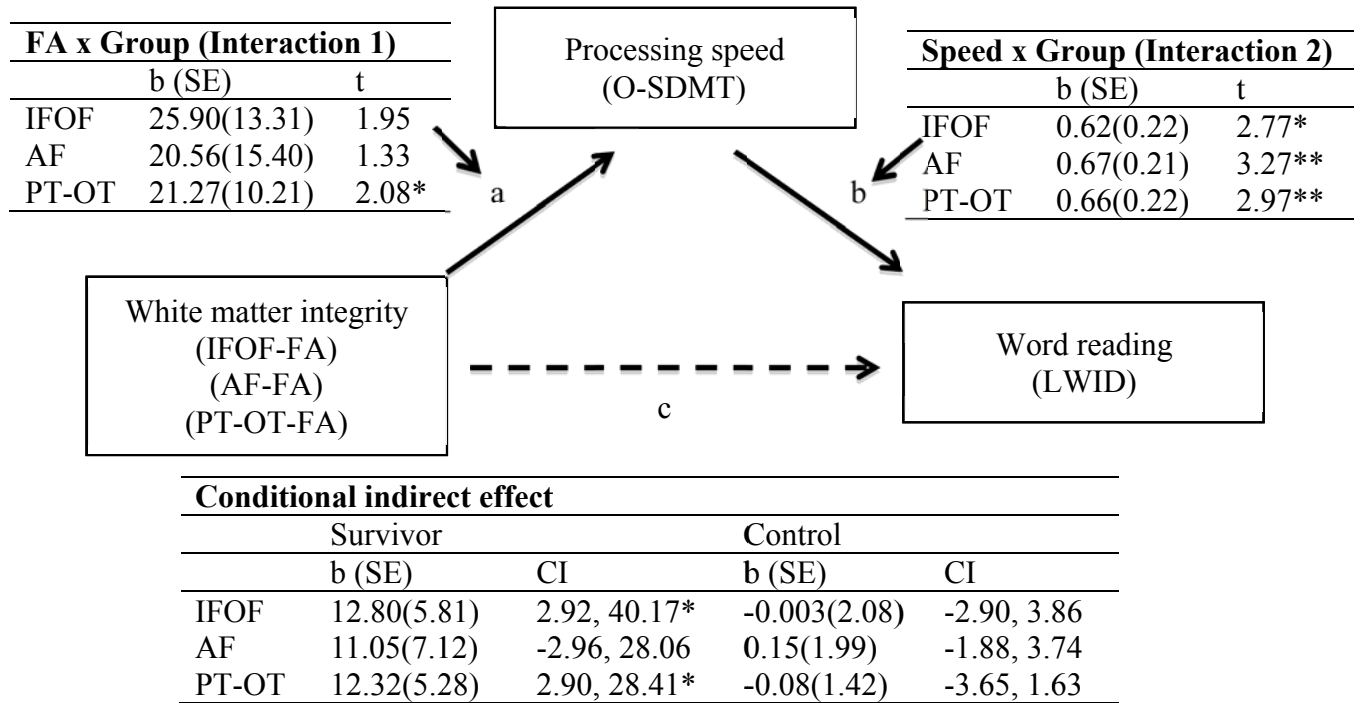 FA x Group (Interaction 1)
b (SE) t
IFOF 25.90(13.31) 1.95
AF 20.56(15.40) 1.33
PT-OT 21.27(10.21) 2.08*
Processing speed
(O-SDMT)
Speed x Group (Interaction 2)
b (SE) t
IFOF 0.62(0.22) 2.77*
AF 0.67(0.21) 3.27**
PT-OT 0.66(0.22) 2.97**
a
b
White matter integrity
(IFOF-FA)
(AF-FA)
(PT-OT-FA)
c
Word reading
(LWID)
Conditional indirect effect
Survivor Control
b (SE) CI b (SE) CI
IFOF 12.80(5.81) 2.92, 40.17* -0.003(2.08) -2.90, 3.86
AF 11.05(7.12) -2.96, 28.06 0.15(1.99) -1.88, 3.74
PT-OT 12.32(5.28) 2.90, 28.41* -0.08(1.42) -3.65, 1.63